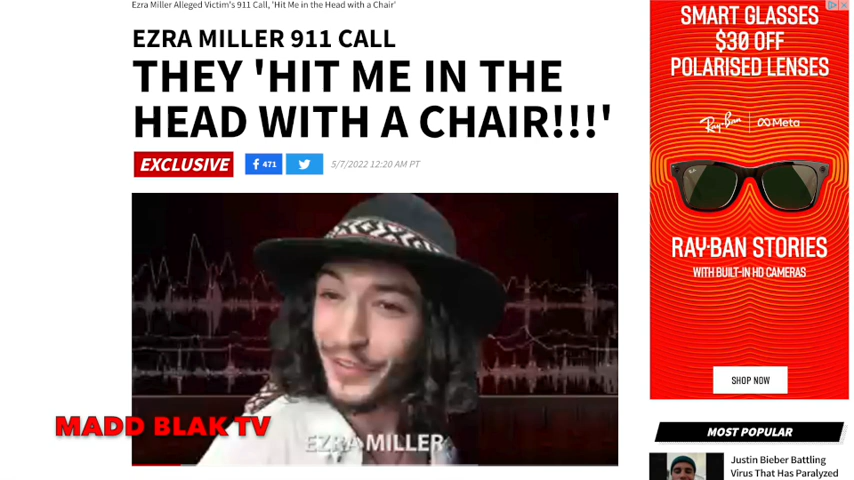 Ezra Miller Alleged Victim's 911 Call, 'Hit Me in the Head with a Chair'
EZRA MILLER 911 CALL
THEY 'HIT ME IN THE
HEAD WITH A CHAIR!!!'
EXCLUSIVE
471
5/7/2022 12:20 AM PT
EZRA MILLER
MADD BLAK TV
SMART GLASSES
$30 OFF
POLARISED LENSES
Ray-Ban
Meta
RAY-BAN STORIES
WITH BUILT-IN HD CAMERAS
SHOP NOW
MOST POPULAR
Justin Bieber Battling
Virus That Has Paralyzed